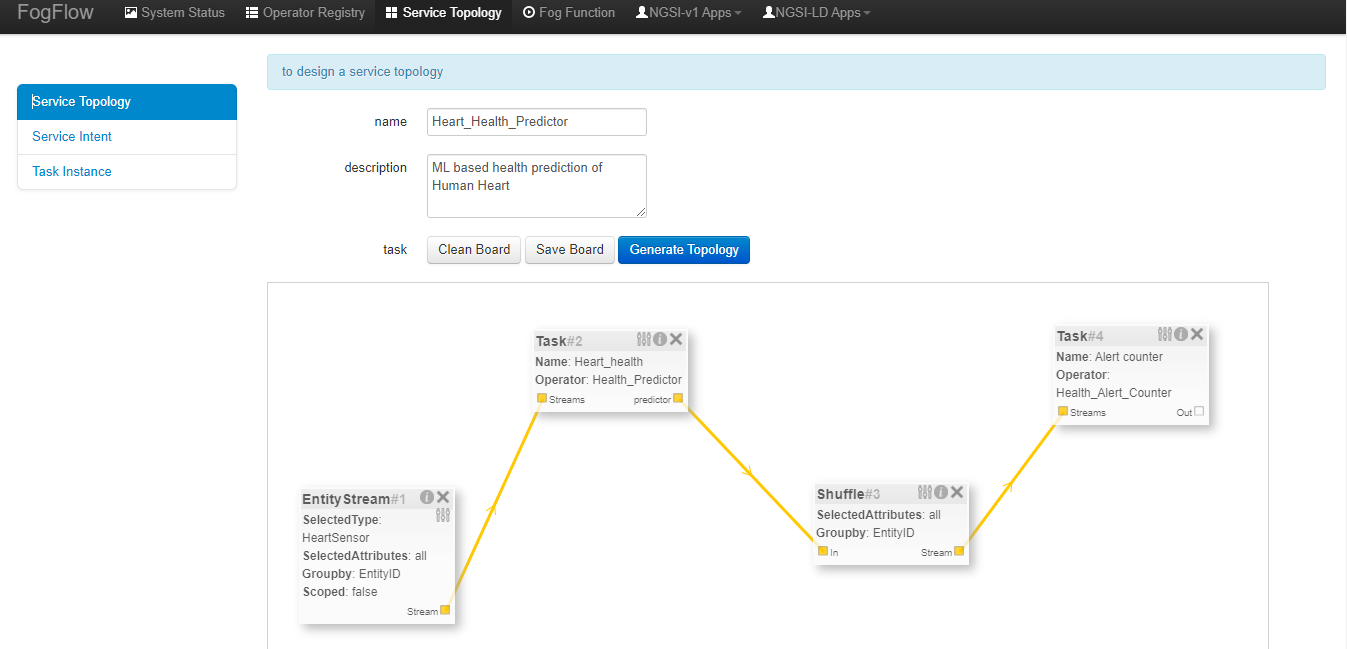 FogFlow System Status Operator Registry Service Topology Fog Function NGSI-v1 Apps NGSI-LD Apps
Service Topology
Service Intent
Task Instance
to design a service topology
name Heart_Health_Predictor
description ML based health prediction of
Human Heart
task Clean Board Save Board Generate Topology
EntityStream#1
SelectedType:
HeartSensor
SelectedAttributes: all
Groupby: EntityID
Scoped: false
Stream
Task#2
Name: Heart_health
Operator: Health_Predictor
Streams predictor
Shuffle#3
SelectedAttributes: all
Groupby: EntityID
In Stream
Task#4
Name: Alert counter
Operator:
Health_Alert_Counter
Streams Out